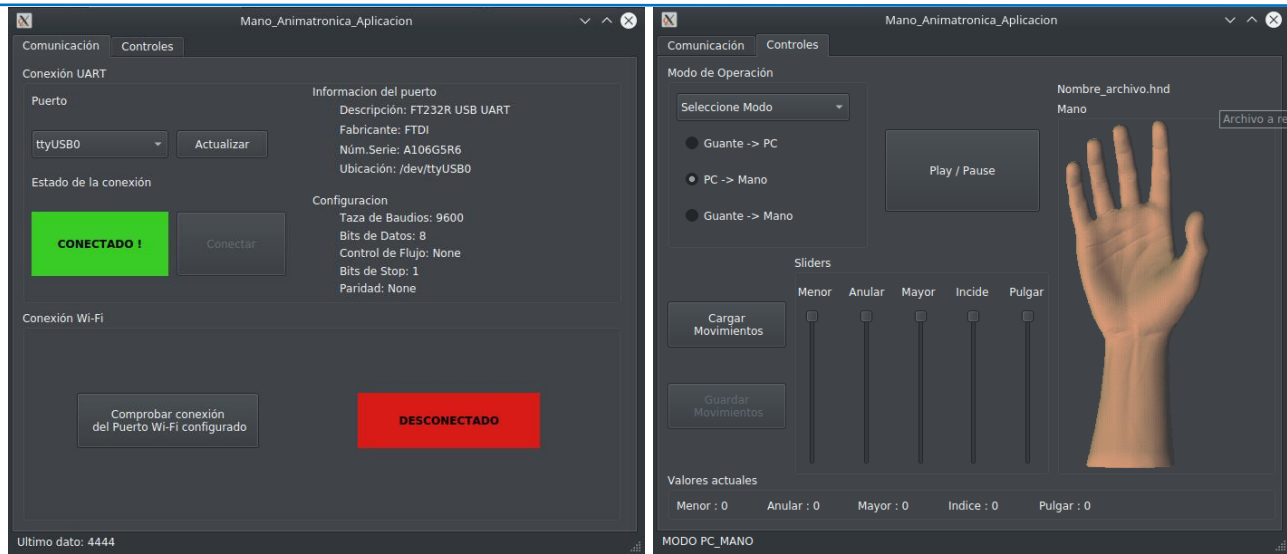 Mano_Animatronica_Aplicacion
Comunicación Controles
Conexión UART
Puerto
ttyUSB0
Actualizar
Estado de la conexión
CONECTADO !
Conectar
Informacion del puerto
Descripción: FT232R USB UART
Fabricante: FTDI
Núm.Serie: A106G5R6
Ubicación: /dev/ttyUSB0
Configuracion
Taza de Baudios: 9600
Bits de Datos: 8
Control de Flujo: None
Bits de Stop: 1
Paridad: None
Conexión Wi-Fi
Comprobar conexión
del Puerto Wi-Fi configurado
DESCONECTADO
Ultimo dato: 4444
Mano_Animatronica_Aplicacion
Comunicación Controles
Modo de Operación
Seleccione Modo
Guante -> PC
PC -> Mano
Guante -> Mano
Play / Pause
Nombre_archivo.hnd
Mano
Archivo a re
Sliders
Menor Anular Mayor Incide Pulgar
Cargar
Movimientos
Guardar
Movimientos
Valores actuales
Menor : 0 Anular : 0 Mayor : 0 Indice : 0 Pulgar : 0
MODO PC_MANO